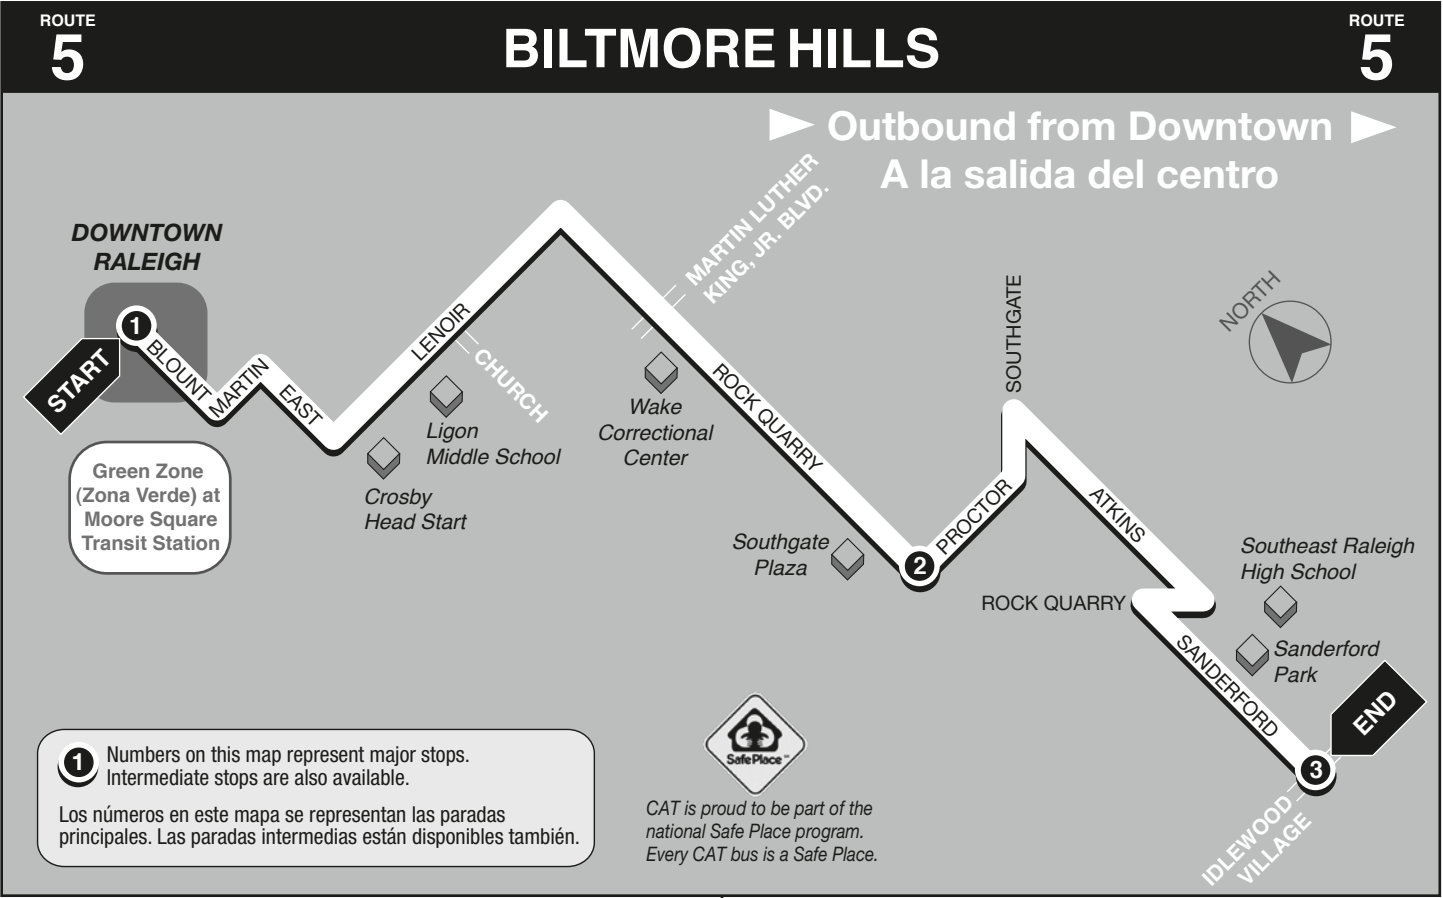 ROUTE
5
BILTMORE HILLS
ROUTE
5
Outbound from Downtown
A la salida del centro
DOWNTOWN
RALEIGH
START
1
BLOUNT
MARTIN
EAST
LENOIR
CHURCH
MARTIN LUTHER
KING, JR. BLVD.
ROCK QUARRY
Green Zone
(Zona Verde) at
Moore Square
Transit Station
Crosby
Head Start
Ligon
Middle School
Wake
Correctional
Center
Southgate
Plaza
2
PROCTOR
SOUTHGATE
ATKINS
ROCK QUARRY
SANDERFORD
NORTH
Southeast Raleigh
High School
Sanderford
Park
END
3
IDLEWOOD
VILLAGE
1
Numbers on this map represent major stops.
Intermediate stops are also available.
Los números en este mapa se representan las paradas
principales. Las paradas intermedias están disponibles también.
Safe Place
CAT is proud to be part of the
national Safe Place program.
Every CAT bus is a Safe Place.